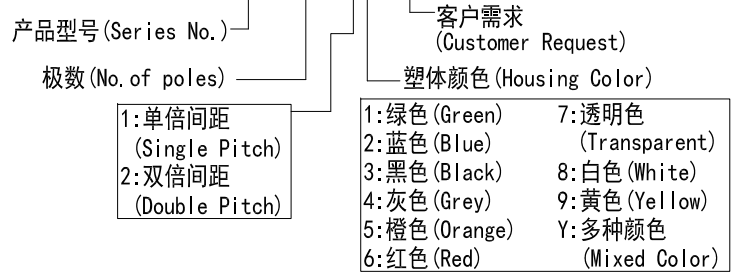 客户需求
产品型号(Series No.)
(Customer Request)
极数(No. of poles)
塑体颜色(Housing Color)
1:单倍间距
(Single Pitch)
2:双倍间距
(Double Pitch)
1:绿色(Green)
2:蓝色(Blue)
3:黑色(Black)
4:灰色(Grey)
5:橙色(Orange)
6:红色(Red)
7:透明色
(Transparent)
8:白色(White)
9:黄色(Yellow)
Y:多种颜色
(Mixed Color)